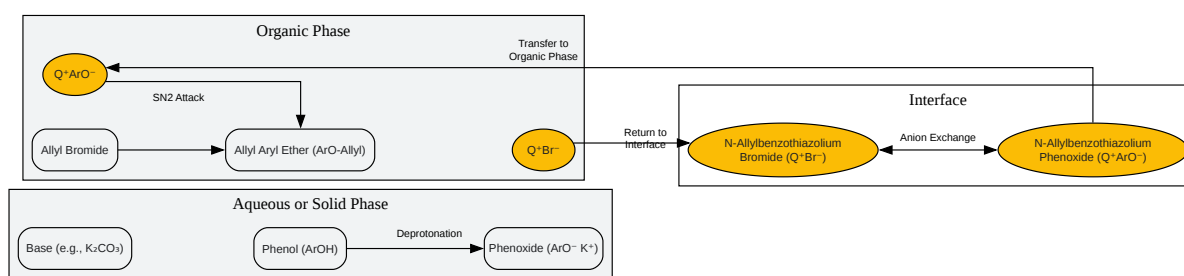 Organic Phase
Transfer to
Organic Phase
Q⁺ArO⁻
SN2 Attack
Interface
Allyl Bromide
Allyl Aryl Ether (ArO-Allyl)
Q⁺Br⁻
Return to
Interface
N-Allylbenzothiazolium
Bromide (Q⁺Br⁻)
Anion Exchange
N-Allylbenzothiazolium
Phenoxide (Q⁺ArO⁻)
Aqueous or Solid Phase
Base (e.g., K₂CO₃)
Phenol (ArOH)
Deprotonation
Phenoxide (ArO⁻ K⁺)